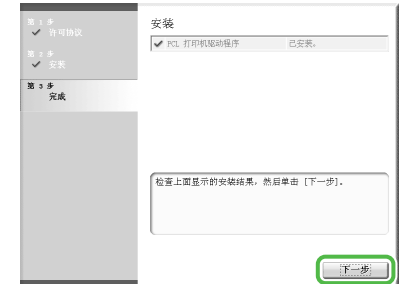 第 1 步
许可协议
第 2 步
安装
第 3 步
完成
安装
PCL 打印机驱动程序 已安装。
检查上面显示的安装结果，然后单击 [下一步]。
下一步